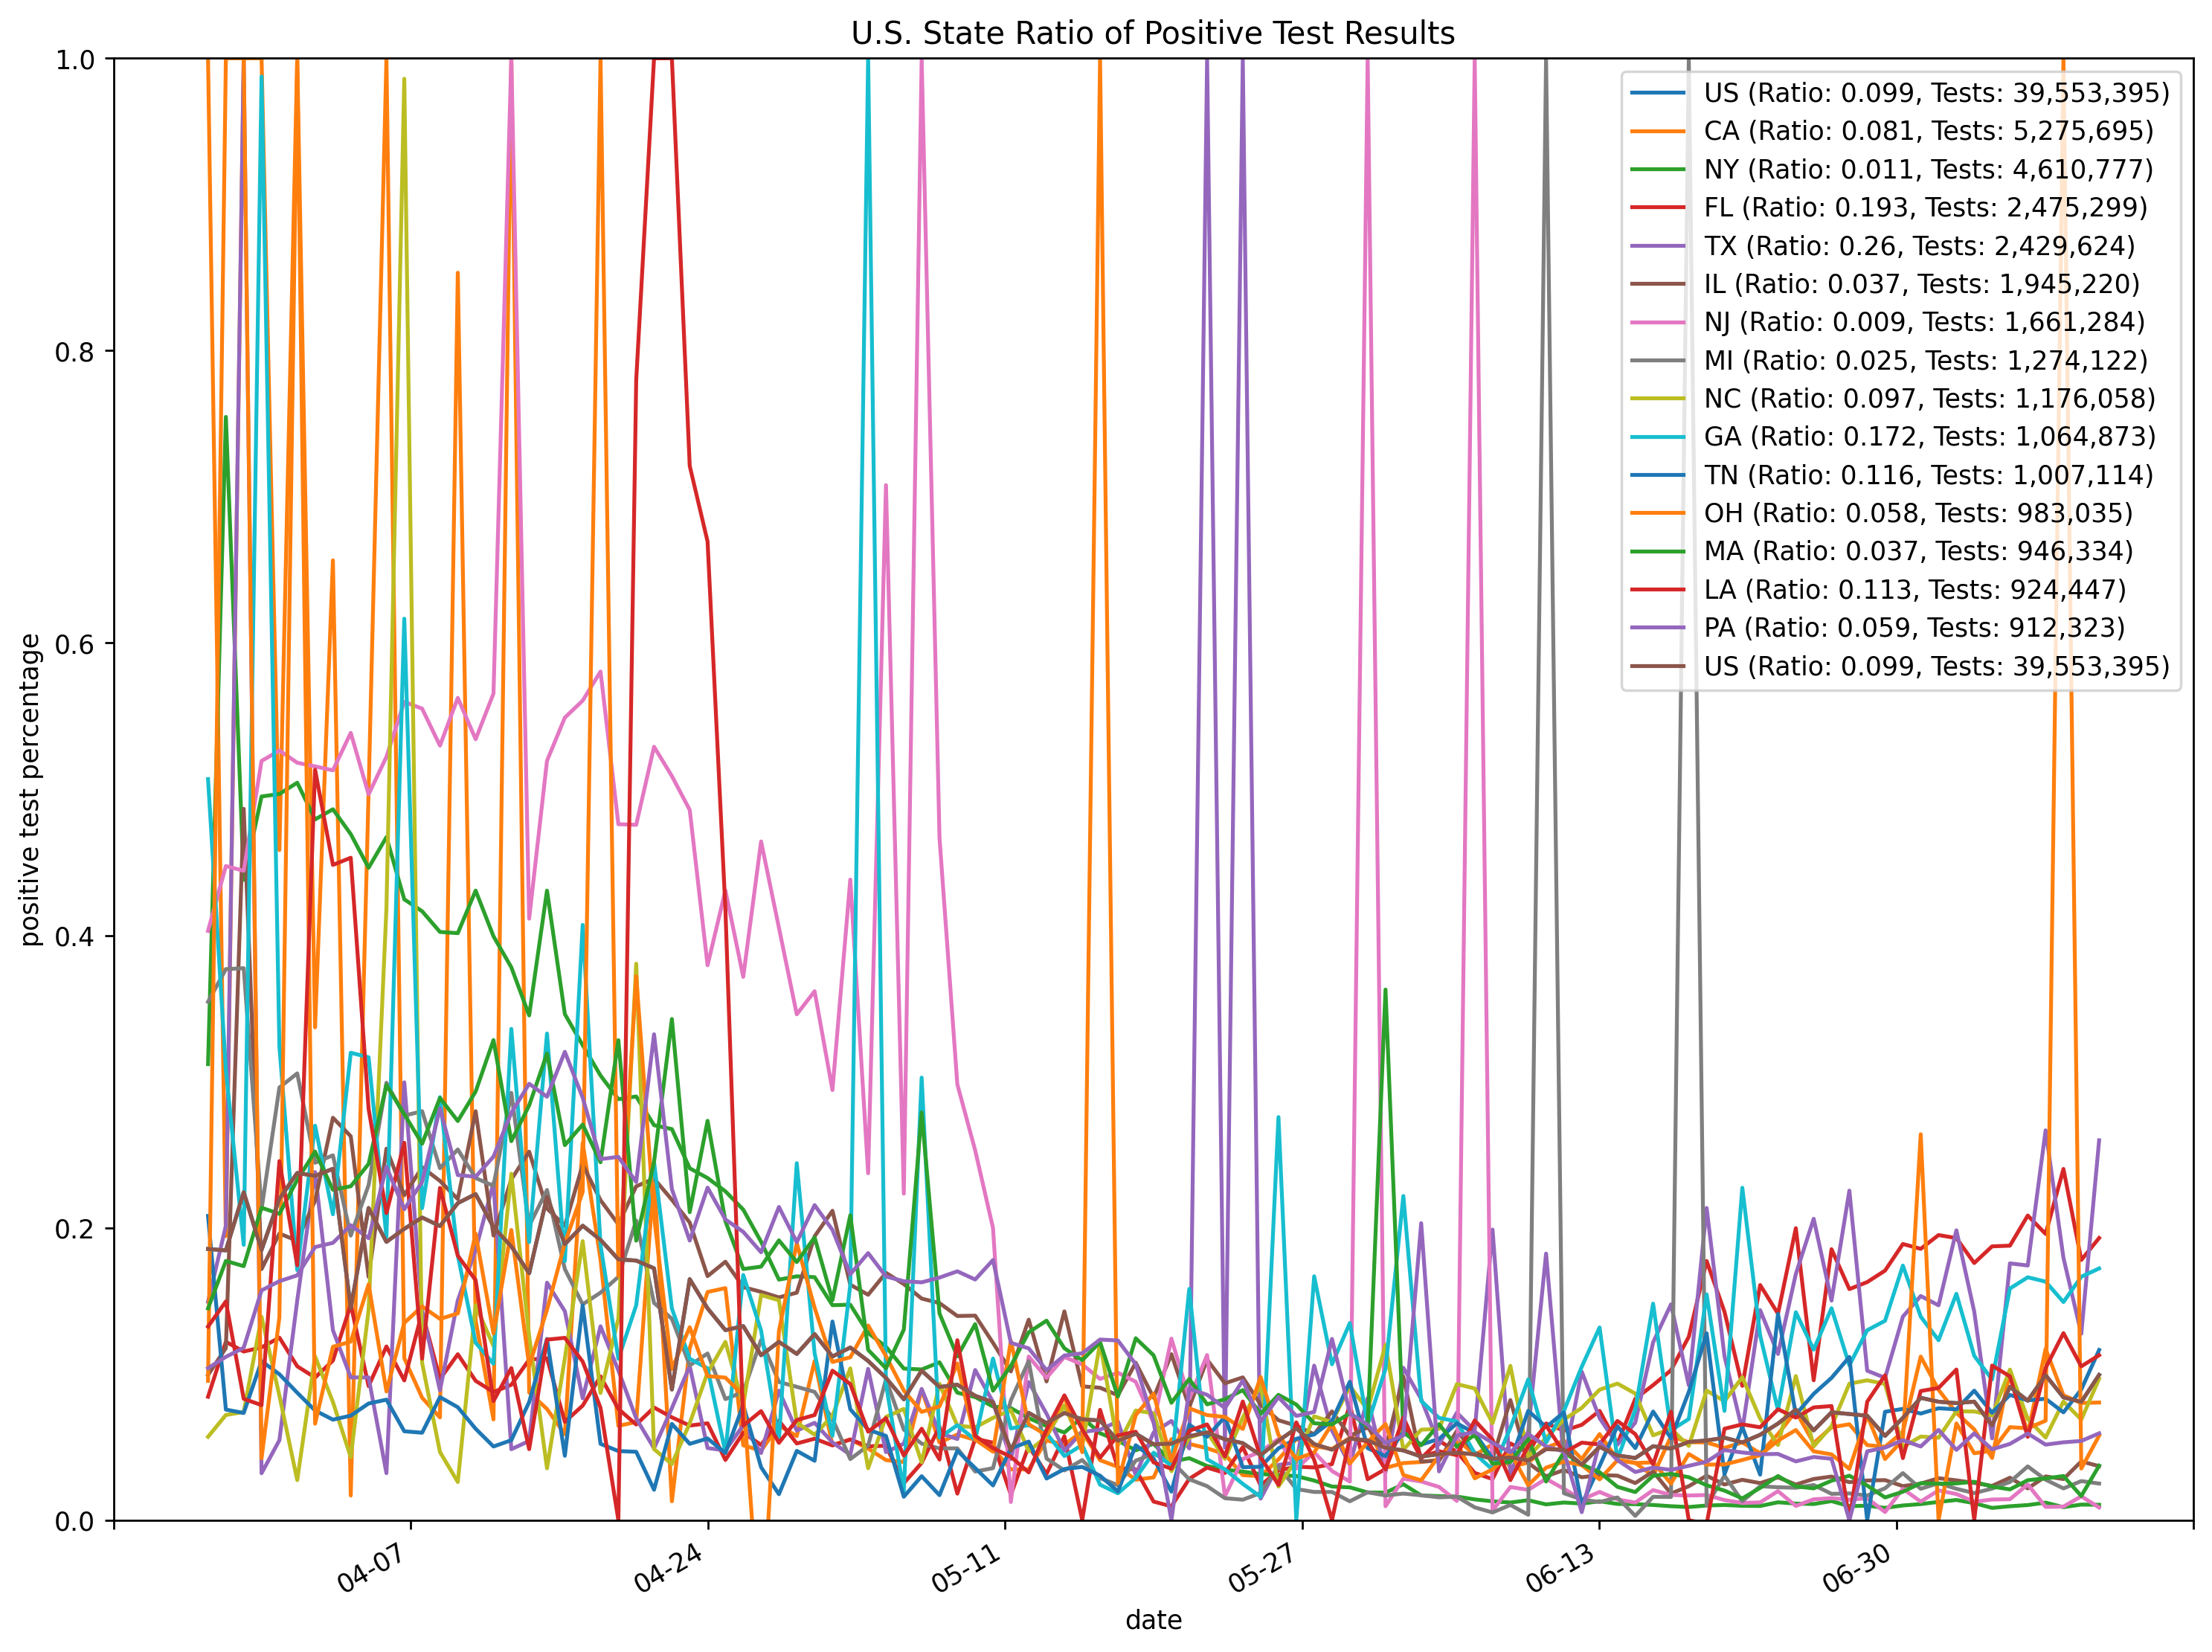 U.S. State Ratio of Positive Test Results
1.0
0.8
0.6
0.4
0.2
0.0
positive test percentage
US (Ratio: 0.099, Tests: 39,553,395)
CA (Ratio: 0.081, Tests: 5,275,695)
NY (Ratio: 0.011, Tests: 4,610,777)
FL (Ratio: 0.193, Tests: 2,475,299)
TX (Ratio: 0.26, Tests: 2,429,624)
IL (Ratio: 0.037, Tests: 1,945,220)
NJ (Ratio: 0.009, Tests: 1,661,284)
MI (Ratio: 0.025, Tests: 1,274,122)
NC (Ratio: 0.097, Tests: 1,176,058)
GA (Ratio: 0.172, Tests: 1,064,873)
TN (Ratio: 0.116, Tests: 1,007,114)
OH (Ratio: 0.058, Tests: 983,035)
MA (Ratio: 0.037, Tests: 946,334)
LA (Ratio: 0.113, Tests: 924,447)
PA (Ratio: 0.059, Tests: 912,323)
US (Ratio: 0.099, Tests: 39,553,395)
04-07
04-24
05-11
05-27
06-13
06-30
date